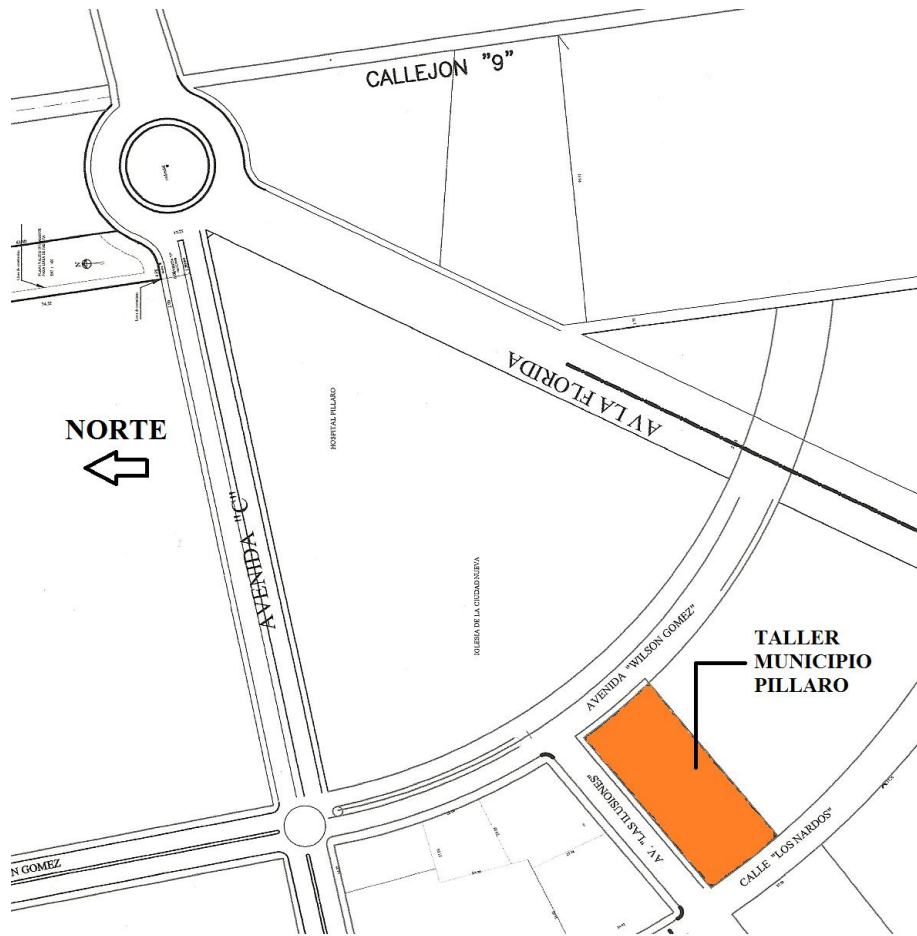 CALLEJON "9"
N
NORTE
AV LA FLORIDA
HOSPITAL PILLARO
AVENIDA "C"
IGLESIA DE LA CIUDAD NUEVA
AVENIDA "WILSON GOMEZ"
TALLER
MUNICIPIO
PILLARO
AV. "LAS ILUSIONES"
CALLE "LOS NARDOS"
N GOMEZ